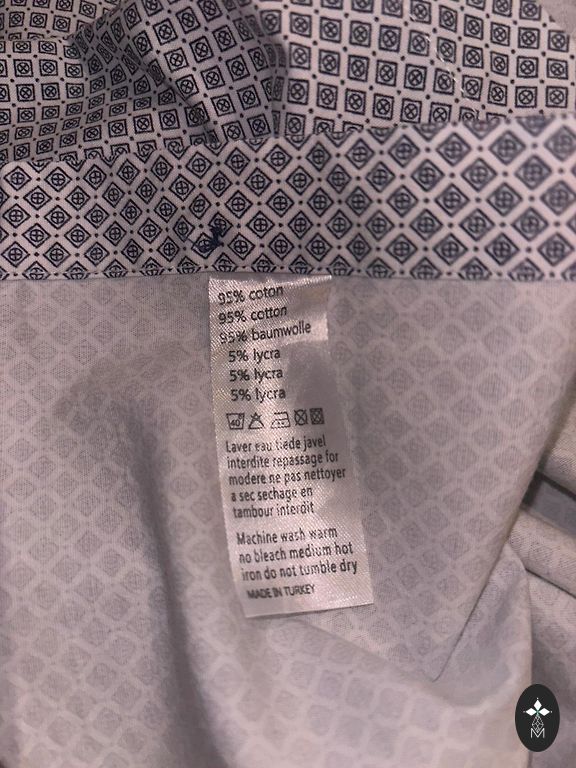 95% coton
95% cotton
95% baumwolle
5% lycra
5% lycra
5% lycra
40
Laver eau tiede javel
interdite repassage for
modere ne pas nettoyer
a sec sechage en
tambour interdit
Machine wash warm
no bleach medium hot
iron do not tumble dry
MADE IN TURKEY
M